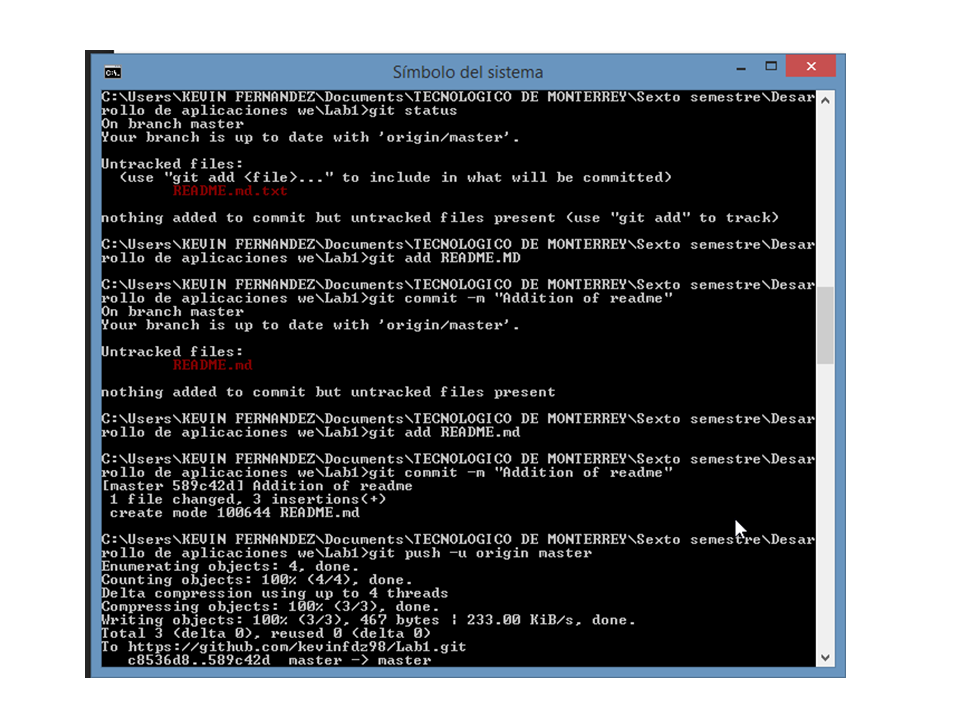 Símbolo del sistema
C:\Users\KEVIN FERNANDEZ\Documents\TECNOLOGICO DE MONTERREY\Sexto semestre\Desar
rollo de aplicaciones we\Lab1>git status
On branch master
Your branch is up to date with 'origin/master'.
Untracked files:
(use "git add <file>..." to include in what will be committed)
README.md.txt
nothing added to commit but untracked files present (use "git add" to track)
C:\Users\KEVIN FERNANDEZ\Documents\TECNOLOGICO DE MONTERREY\Sexto semestre\Desar
rollo de aplicaciones we\Lab1>git add README.MD
C:\Users\KEVIN FERNANDEZ\Documents\TECNOLOGICO DE MONTERREY\Sexto semestre\Desar
rollo de aplicaciones we\Lab1>git commit -m "Addition of readme"
On branch master
Your branch is up to date with 'origin/master'.
Untracked files:
README.md
nothing added to commit but untracked files present
C:\Users\KEVIN FERNANDEZ\Documents\TECNOLOGICO DE MONTERREY\Sexto semestre\Desar
rollo de aplicaciones we\Lab1>git add README.md
C:\Users\KEVIN FERNANDEZ\Documents\TECNOLOGICO DE MONTERREY\Sexto semestre\Desar
rollo de aplicaciones we\Lab1>git commit -m "Addition of readme"
[master 589c42d] Addition of readme
1 file changed, 3 insertions(+)
create mode 100644 README.md
C:\Users\KEVIN FERNANDEZ\Documents\TECNOLOGICO DE MONTERREY\Sexto semestre\Desar
rollo de aplicaciones we\Lab1>git push -u origin master
Enumerating objects: 4, done.
Counting objects: 100% (4/4), done.
Delta compression using up to 4 threads
Compressing objects: 100% (3/3), done.
Writing objects: 100% (3/3), 467 bytes | 233.00 KiB/s, done.
Total 3 (delta 0), reused 0 (delta 0)
To https://github.com/kevinfdz98/Lab1.git
c8536d8..589c42d master -> master